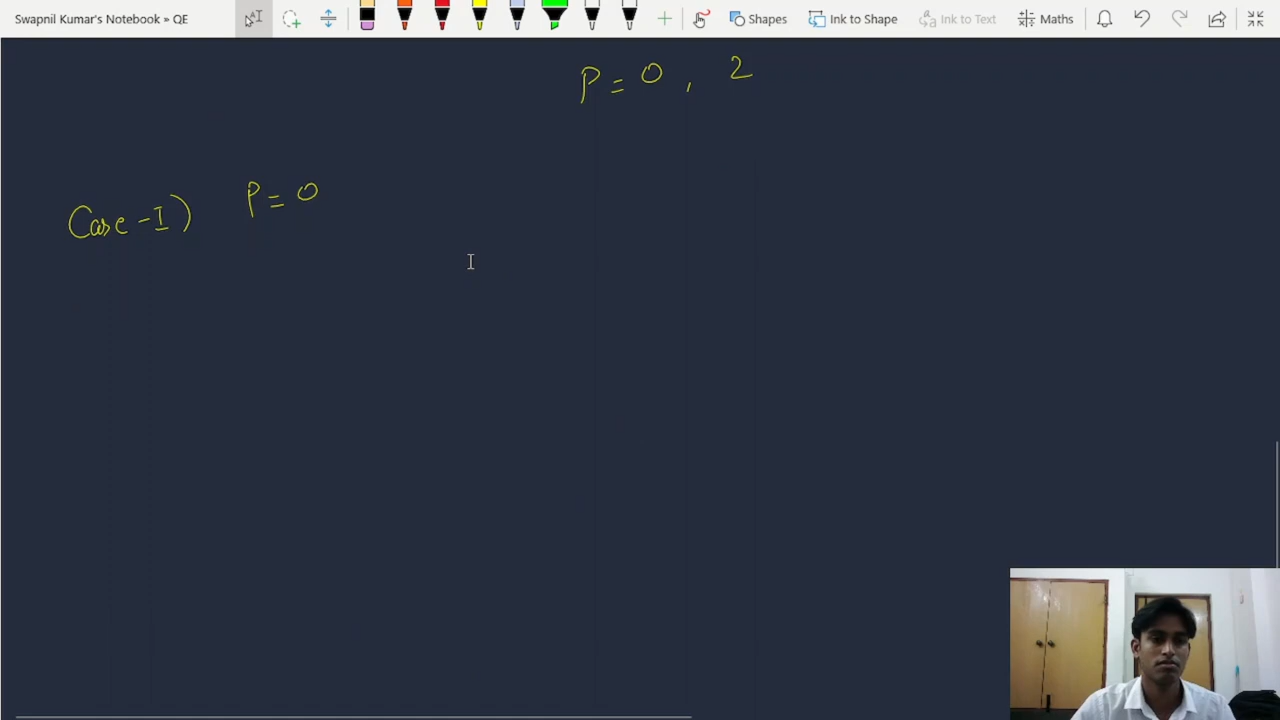 Swapnil Kumar's Notebook » QE
Shapes
Ink to Shape
Ink to Text
Maths
P = 0 , 2
Case-I) P = 0